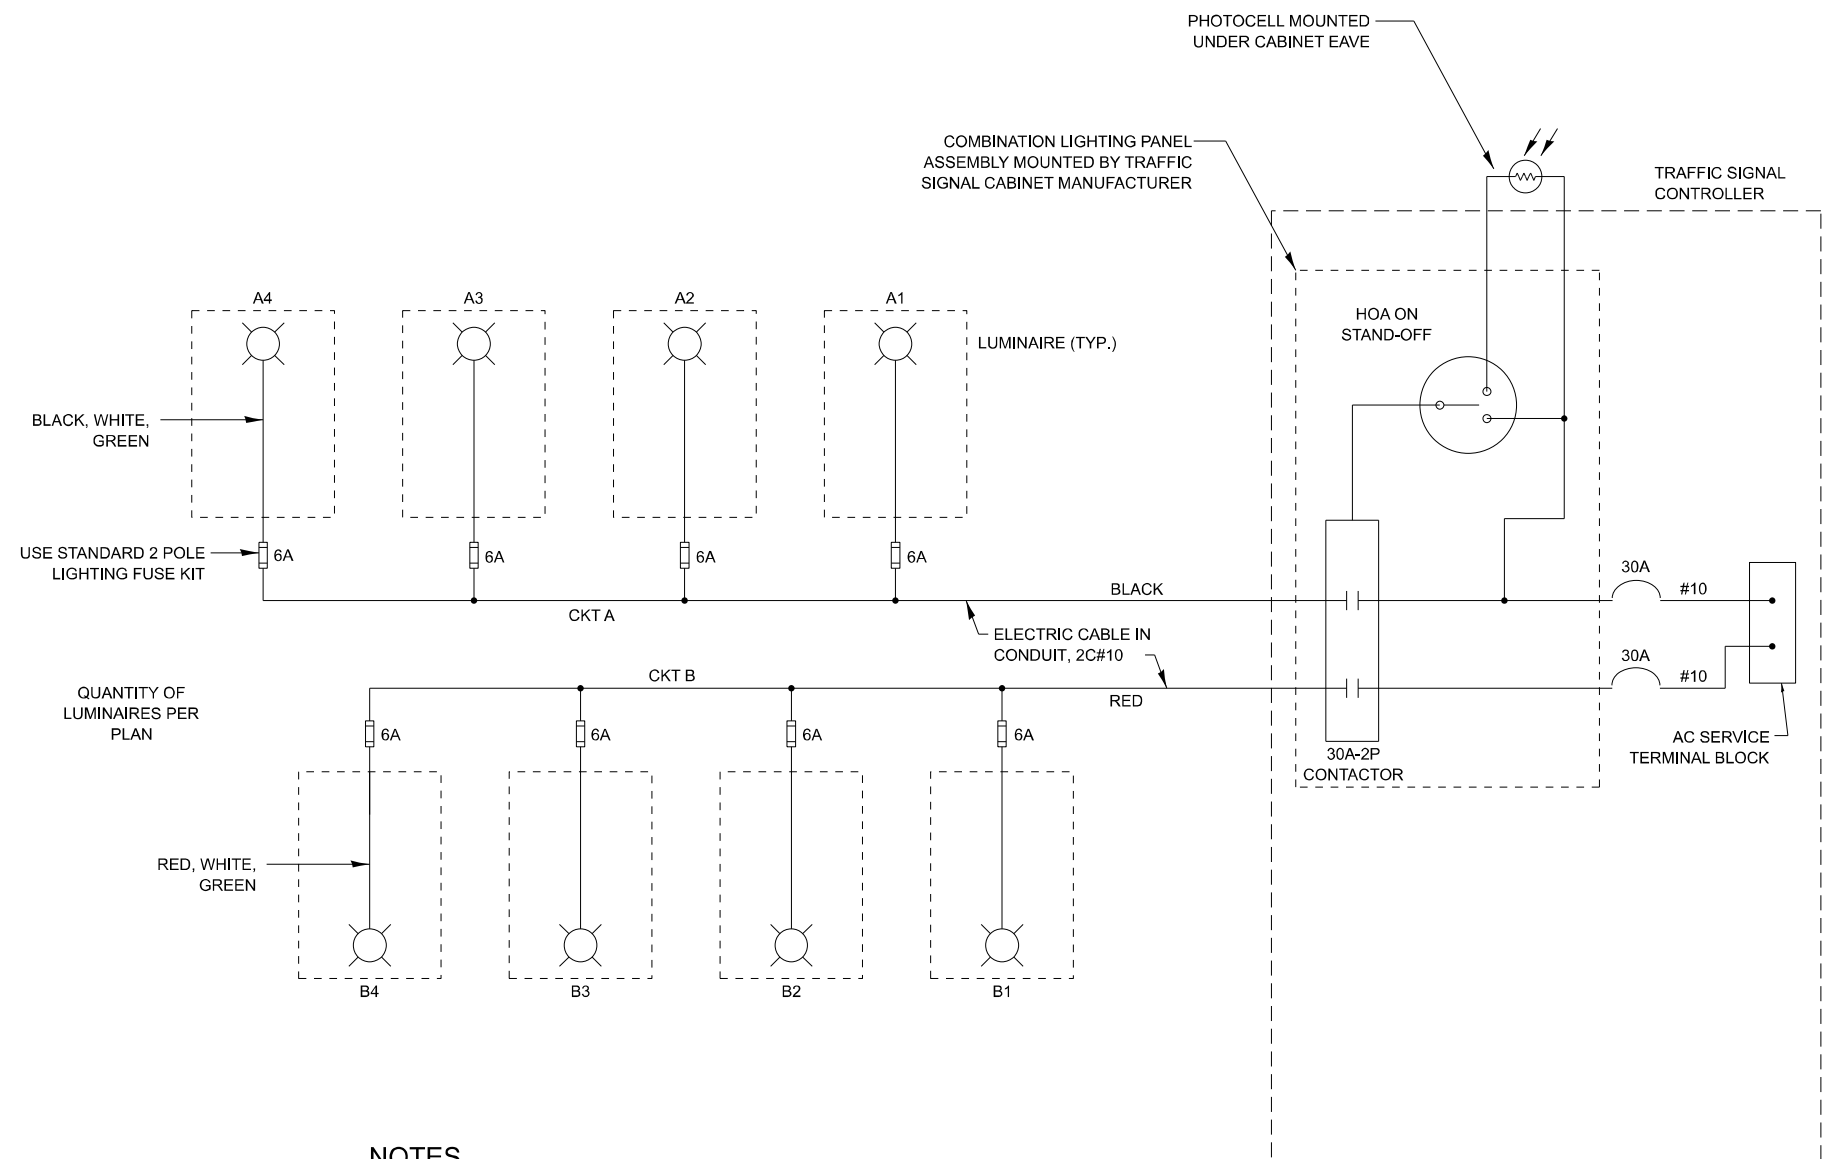 PHOTOCELL MOUNTED
UNDER CABINET EAVE
COMBINATION LIGHTING PANEL
ASSEMBLY MOUNTED BY TRAFFIC
SIGNAL CABINET MANUFACTURER
TRAFFIC SIGNAL
CONTROLLER
A4
A3
A2
A1
HOA ON
STAND-OFF
LUMINAIRE (TYP.)
BLACK, WHITE,
GREEN
USE STANDARD 2 POLE
LIGHTING FUSE KIT
6A
6A
6A
6A
30A
#10
BLACK
CKT A
ELECTRIC CABLE IN
CONDUIT, 2C#10
30A
#10
CKT B
RED
QUANTITY OF
LUMINAIRES PER
PLAN
6A
6A
6A
6A
AC SERVICE
TERMINAL BLOCK
30A-2P
CONTACTOR
RED, WHITE,
GREEN
B4
B3
B2
B1
NOTES